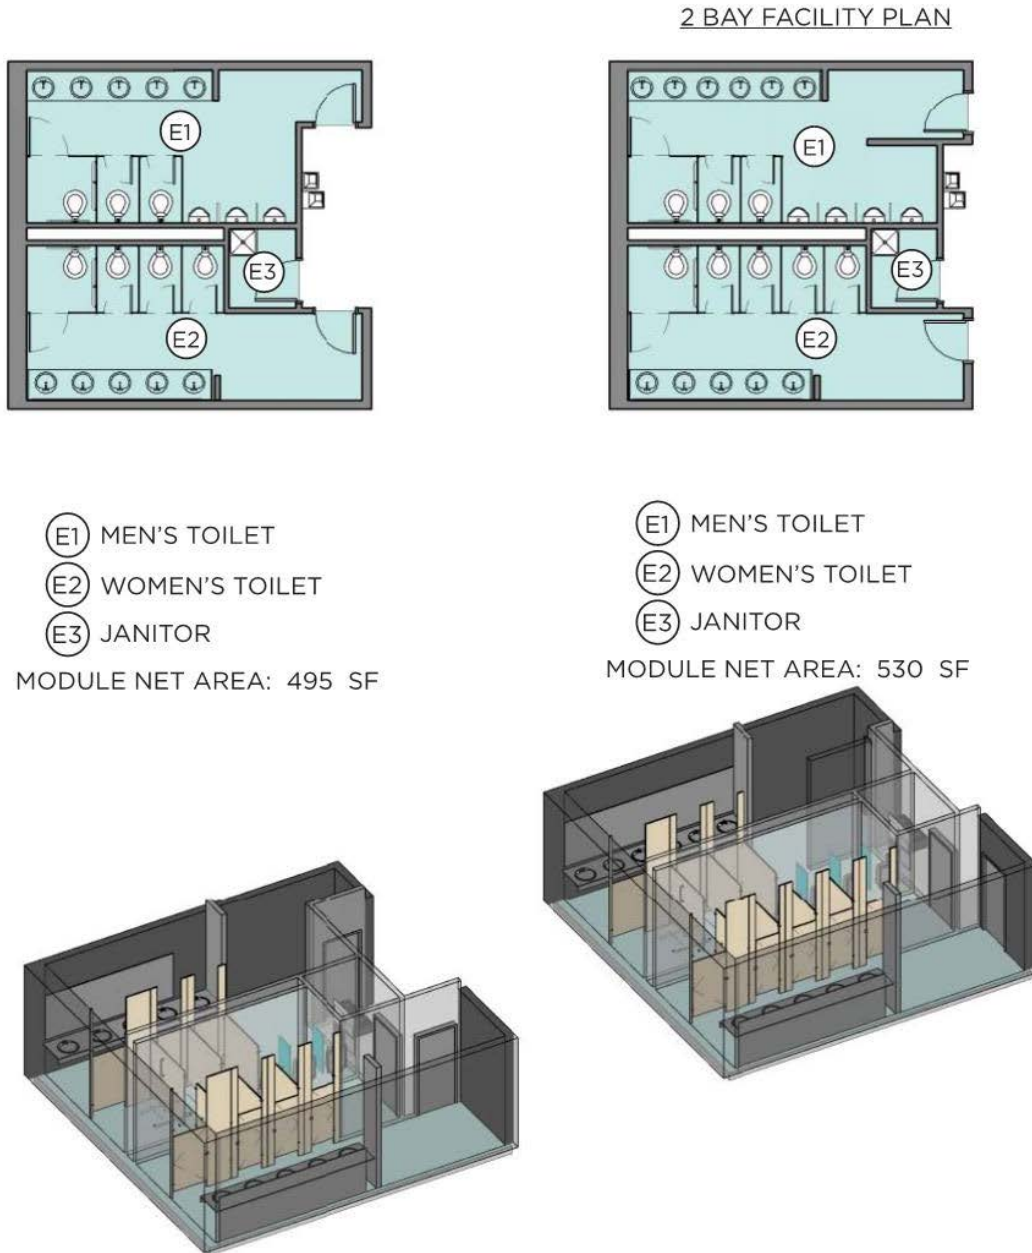 2 BAY FACILITY PLAN
E1
E3
E2
E1
E3
E2
E1 MEN'S TOILET
E2 WOMEN'S TOILET
E3 JANITOR
MODULE NET AREA: 495 SF
E1 MEN'S TOILET
E2 WOMEN'S TOILET
E3 JANITOR
MODULE NET AREA: 530 SF